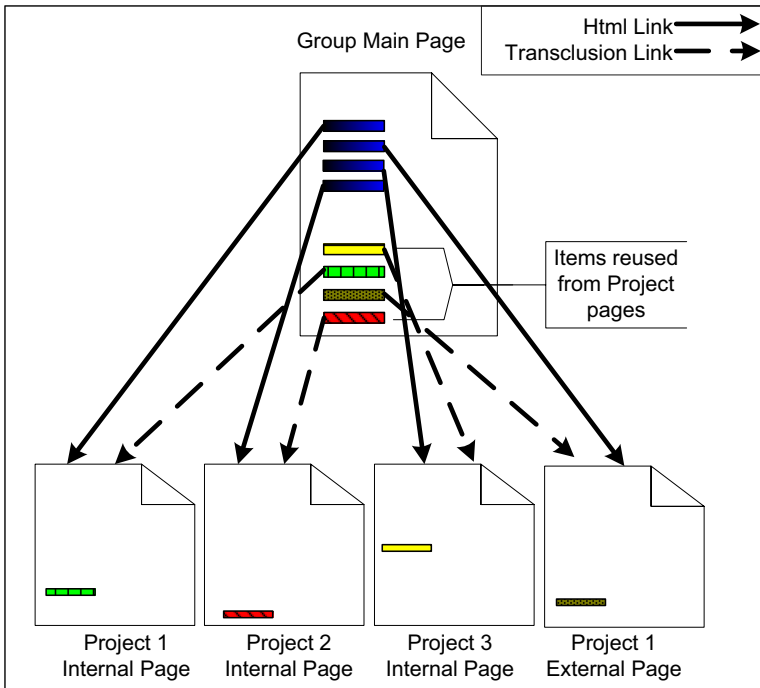 Html Link
Transclusion Link
Group Main Page
Items reused
from Project
pages
Project 1
Internal Page
Project 2
Internal Page
Project 3
Internal Page
Project 1
External Page